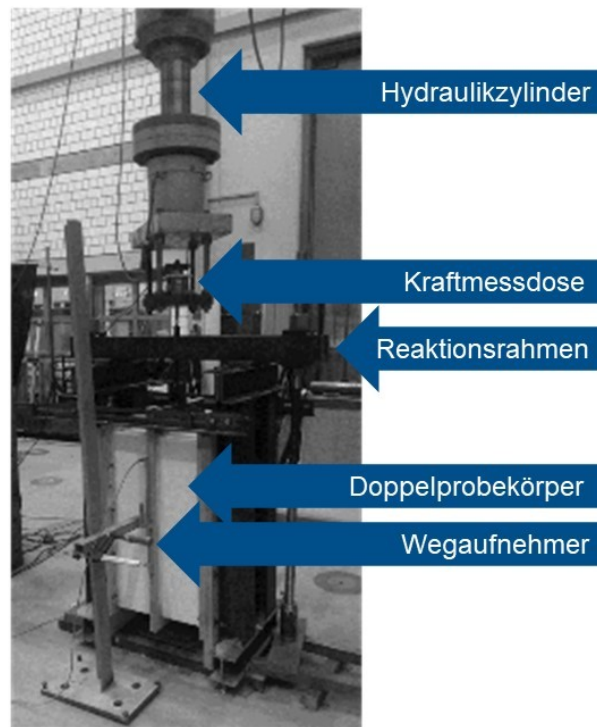 Hydraulikzylinder
Kraftmessdose
Reaktionsrahmen
Doppelprobekörper
Wegaufnehmer